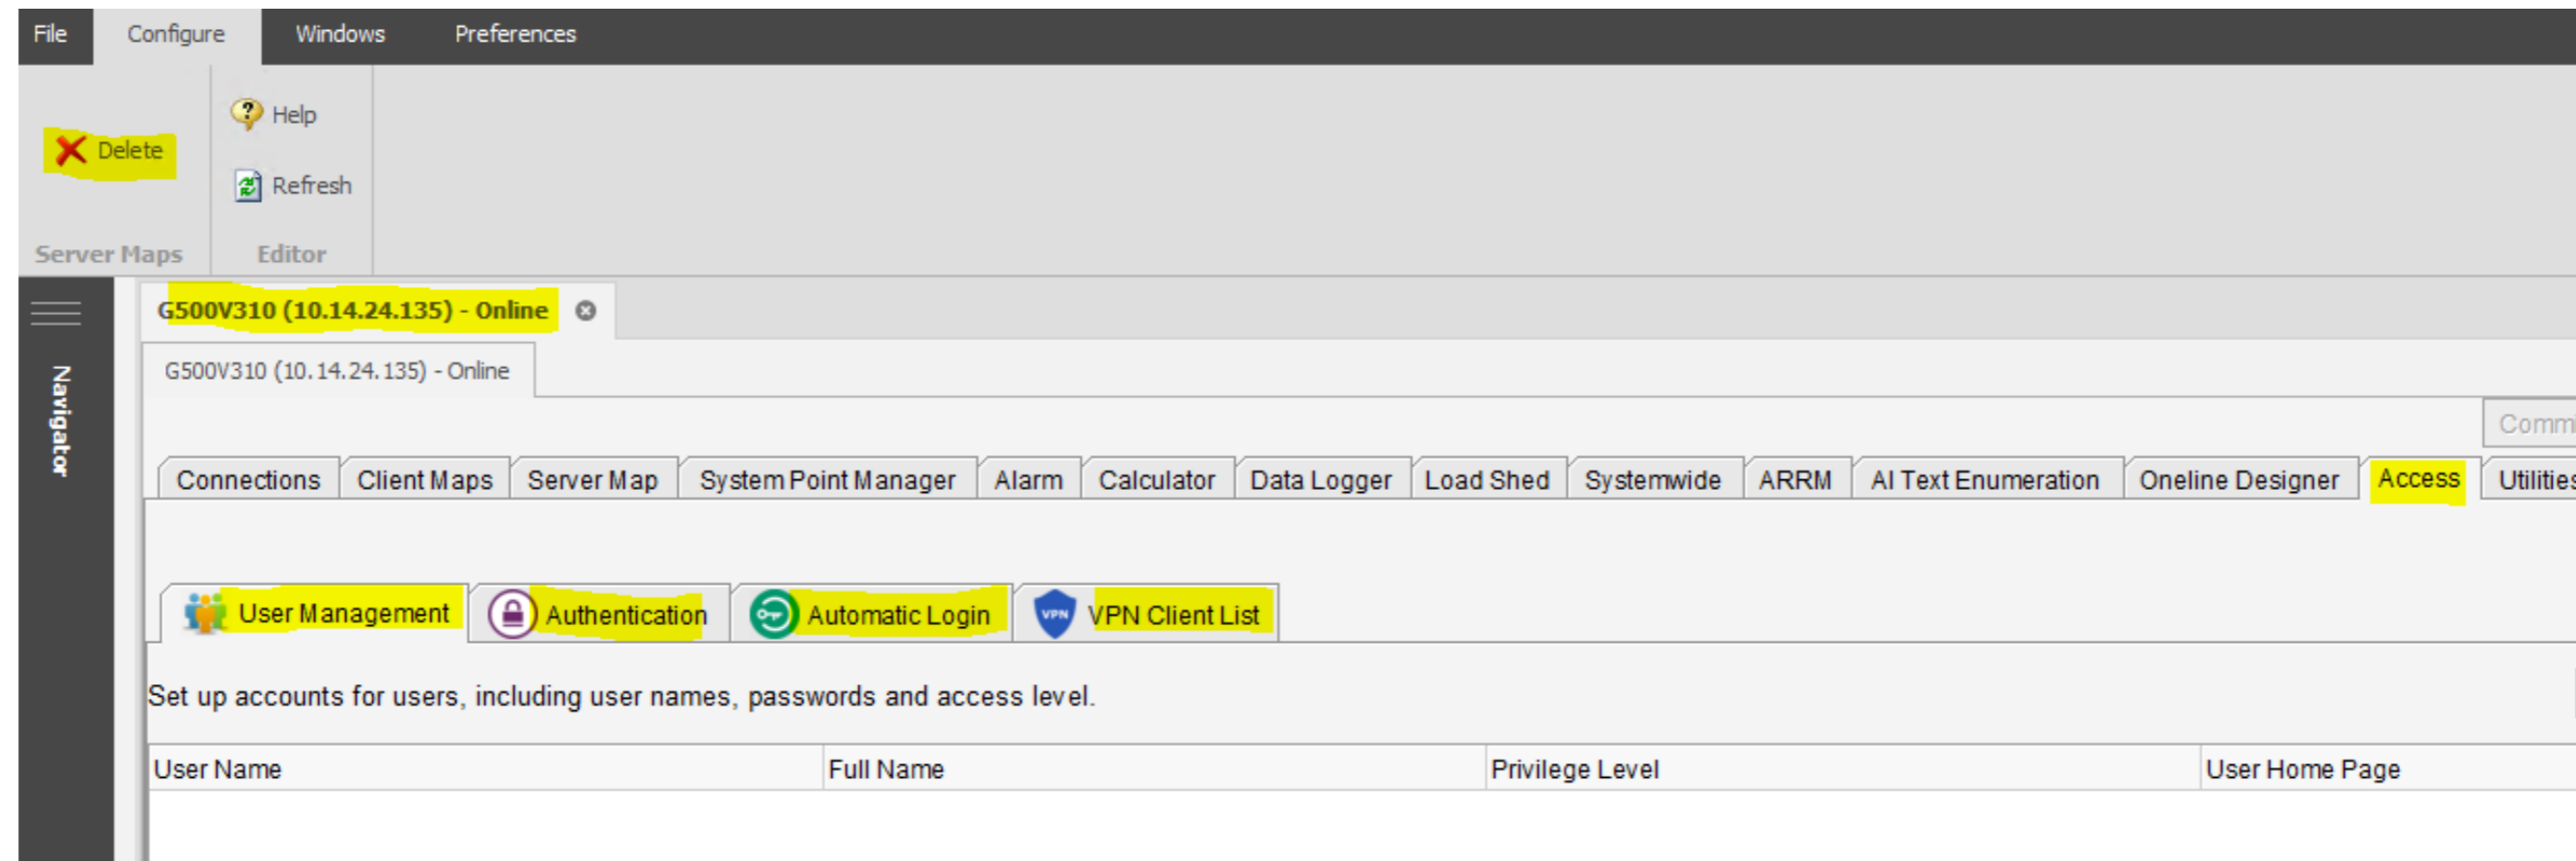 File Configure Windows Preferences
Help
Delete
Refresh
Server Maps Editor
G500V310 (10.14.24.135) - Online
G500V310 (10.14.24.135) - Online
Navigator
Connections Client Maps Server Map System Point Manager Alarm Calculator Data Logger Load Shed Systemwide ARRM AI Text Enumeration Oneline Designer Access Utilities
User Management Authentication Automatic Login VPN VPN Client List
Set up accounts for users, including user names, passwords and access level.
User Name Full Name Privilege Level User Home Page